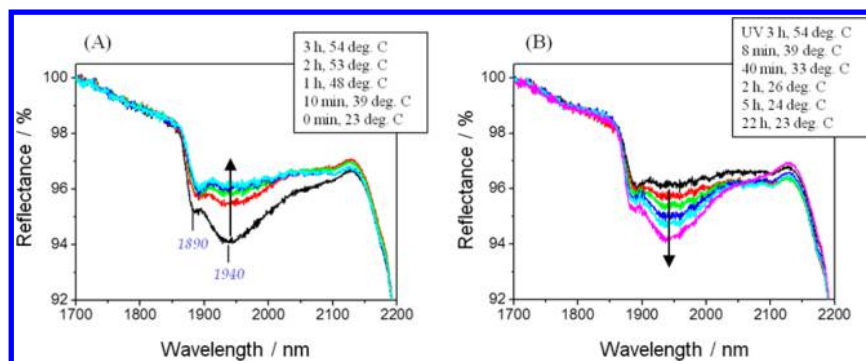 (A)
3 h, 54 deg. C
2 h, 53 deg. C
1 h, 48 deg. C
10 min, 39 deg. C
0 min, 23 deg. C
Reflectance / %
100
98
96
94
92
1890
1940
1700 1800 1900 2000 2100 2200
Wavelength / nm
(B)
UV 3 h, 54 deg. C
8 min, 39 deg. C
40 min, 33 deg. C
2 h, 26 deg. C
5 h, 24 deg. C
22 h, 23 deg. C
Reflectance / %
100
98
96
94
92
1700 1800 1900 2000 2100 2200
Wavelength / nm